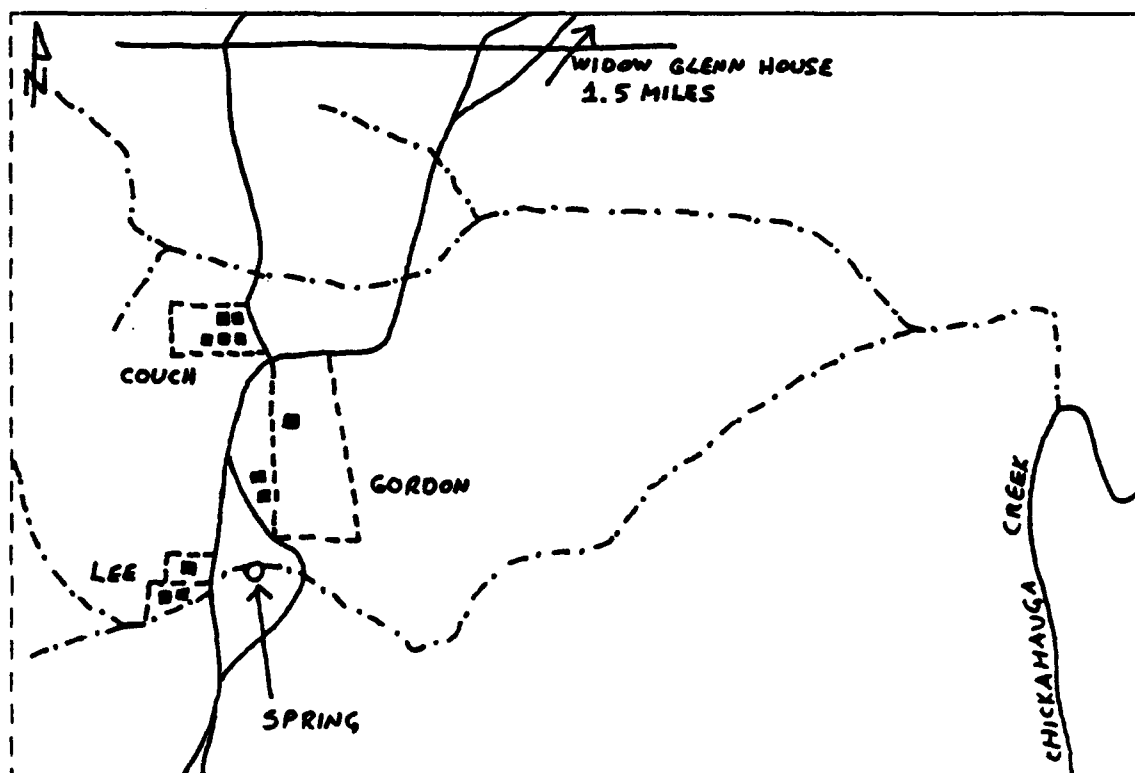 N
WIDOW GLENN HOUSE
1.5 MILES
COUCH
GORDON
LEE
SPRING
CHICKAMAUGA CREEK